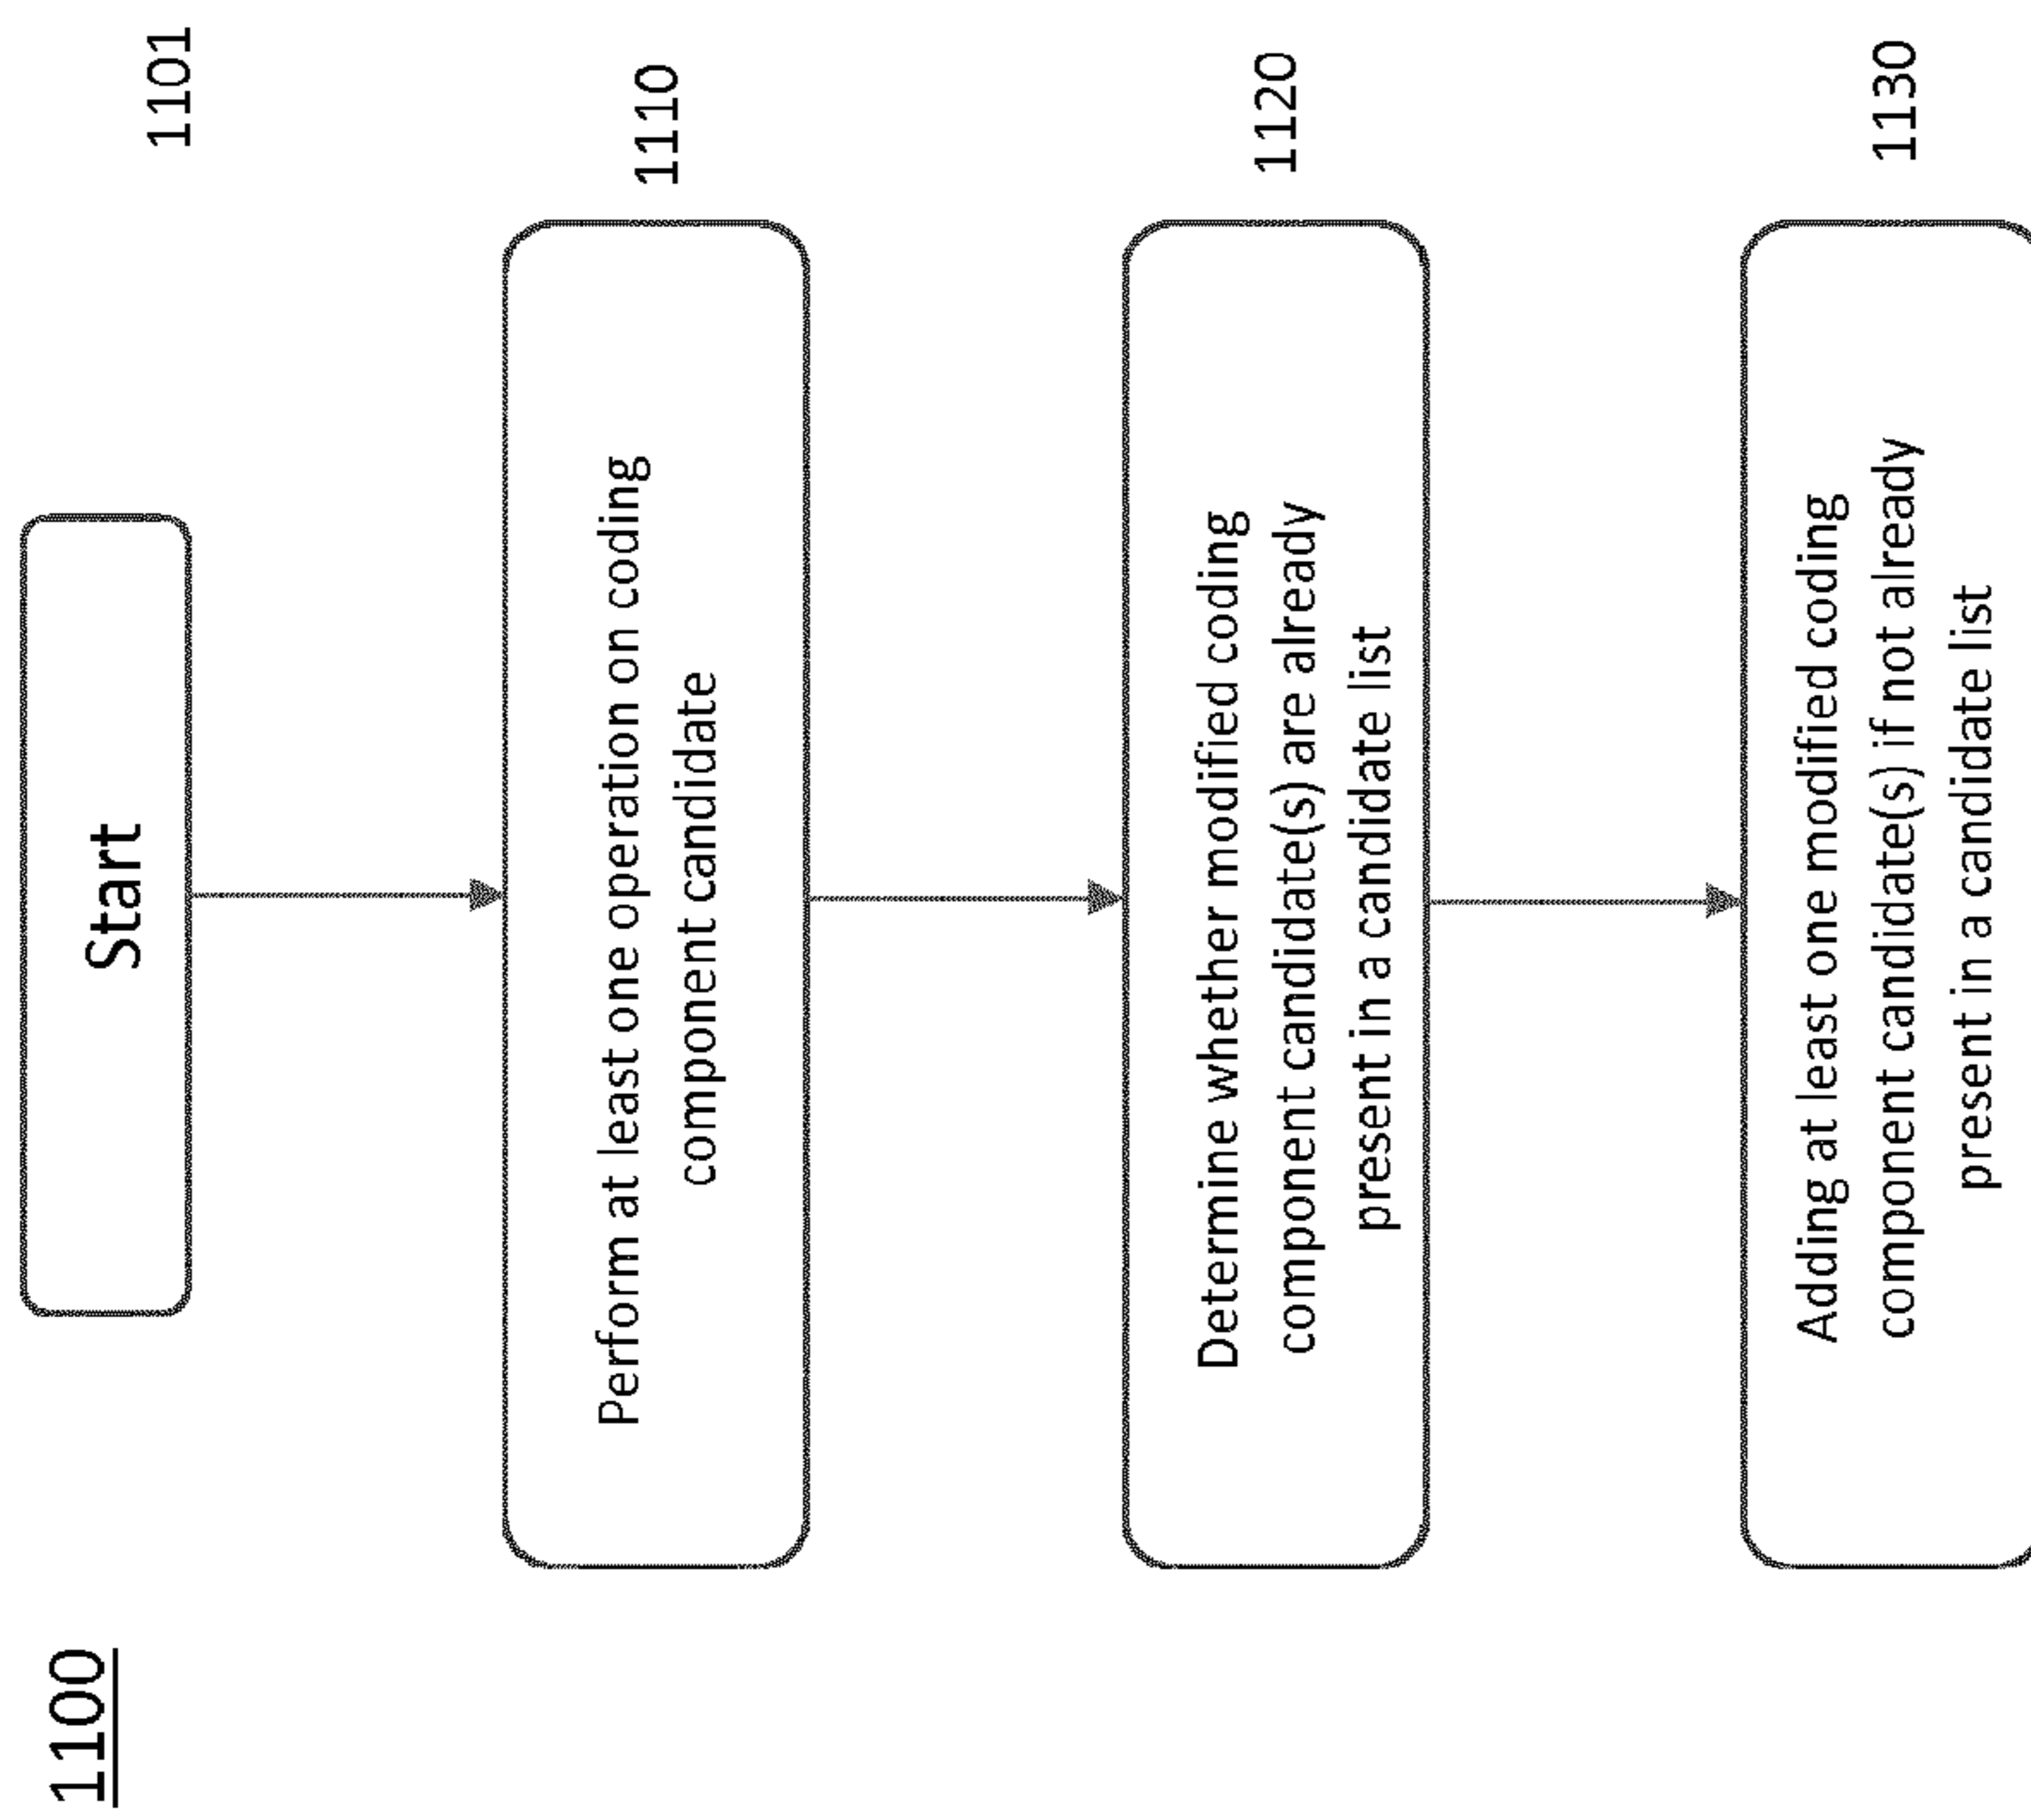 1100
Start
1101
Perform at least one operation on coding
component candidate
1110
Determine whether modified coding
component candidate(s) are already
present in a candidate list
1120
Adding at least one modified coding
component candidate(s) if not already
present in a candidate list
1130